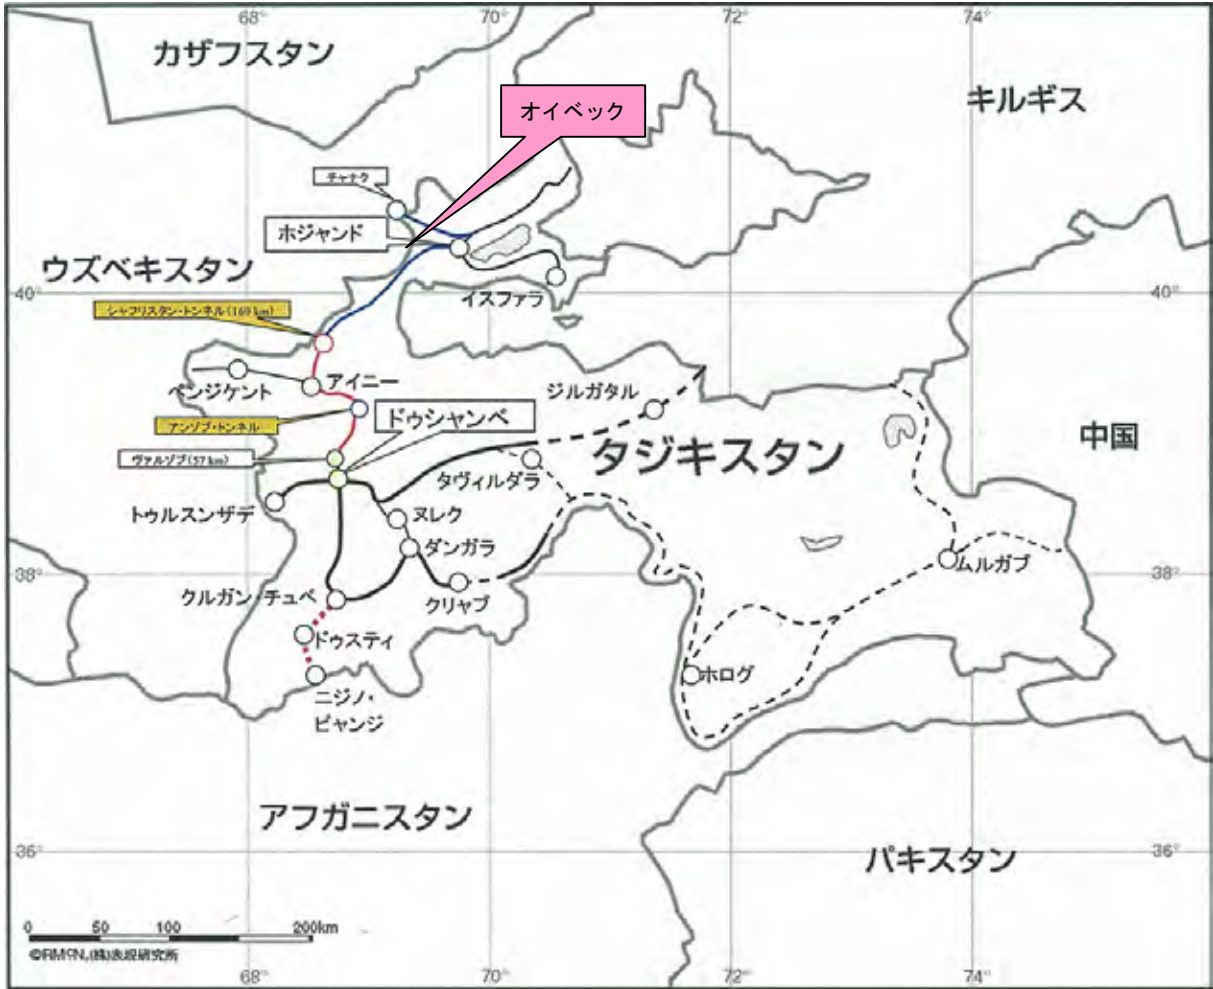 68°
70°
72°
74°
カザフスタン
キルギス
オイベック
チャナク
ホジャンド
ウズベキスタン
40°
40°
イスファラ
シャフリスタン・トンネル(169km)
ペンジケント
アイニー
ジルガタル
アンゾブ・トンネル
ドゥシャンベ
中国
タジキスタン
ヴァルゾブ(57km)
タヴィルダラ
トゥルスンザデ
ヌレク
ダンガラ
ムルガブ
38°
38°
クルガン・チュベ
クリャブ
ドゥスティ
ホログ
ニジノ・
ピャンジ
アフガニスタン
パキスタン
36°
36°
0 50 100 200km
(株)表現研究所
68°
70°
72°
74°